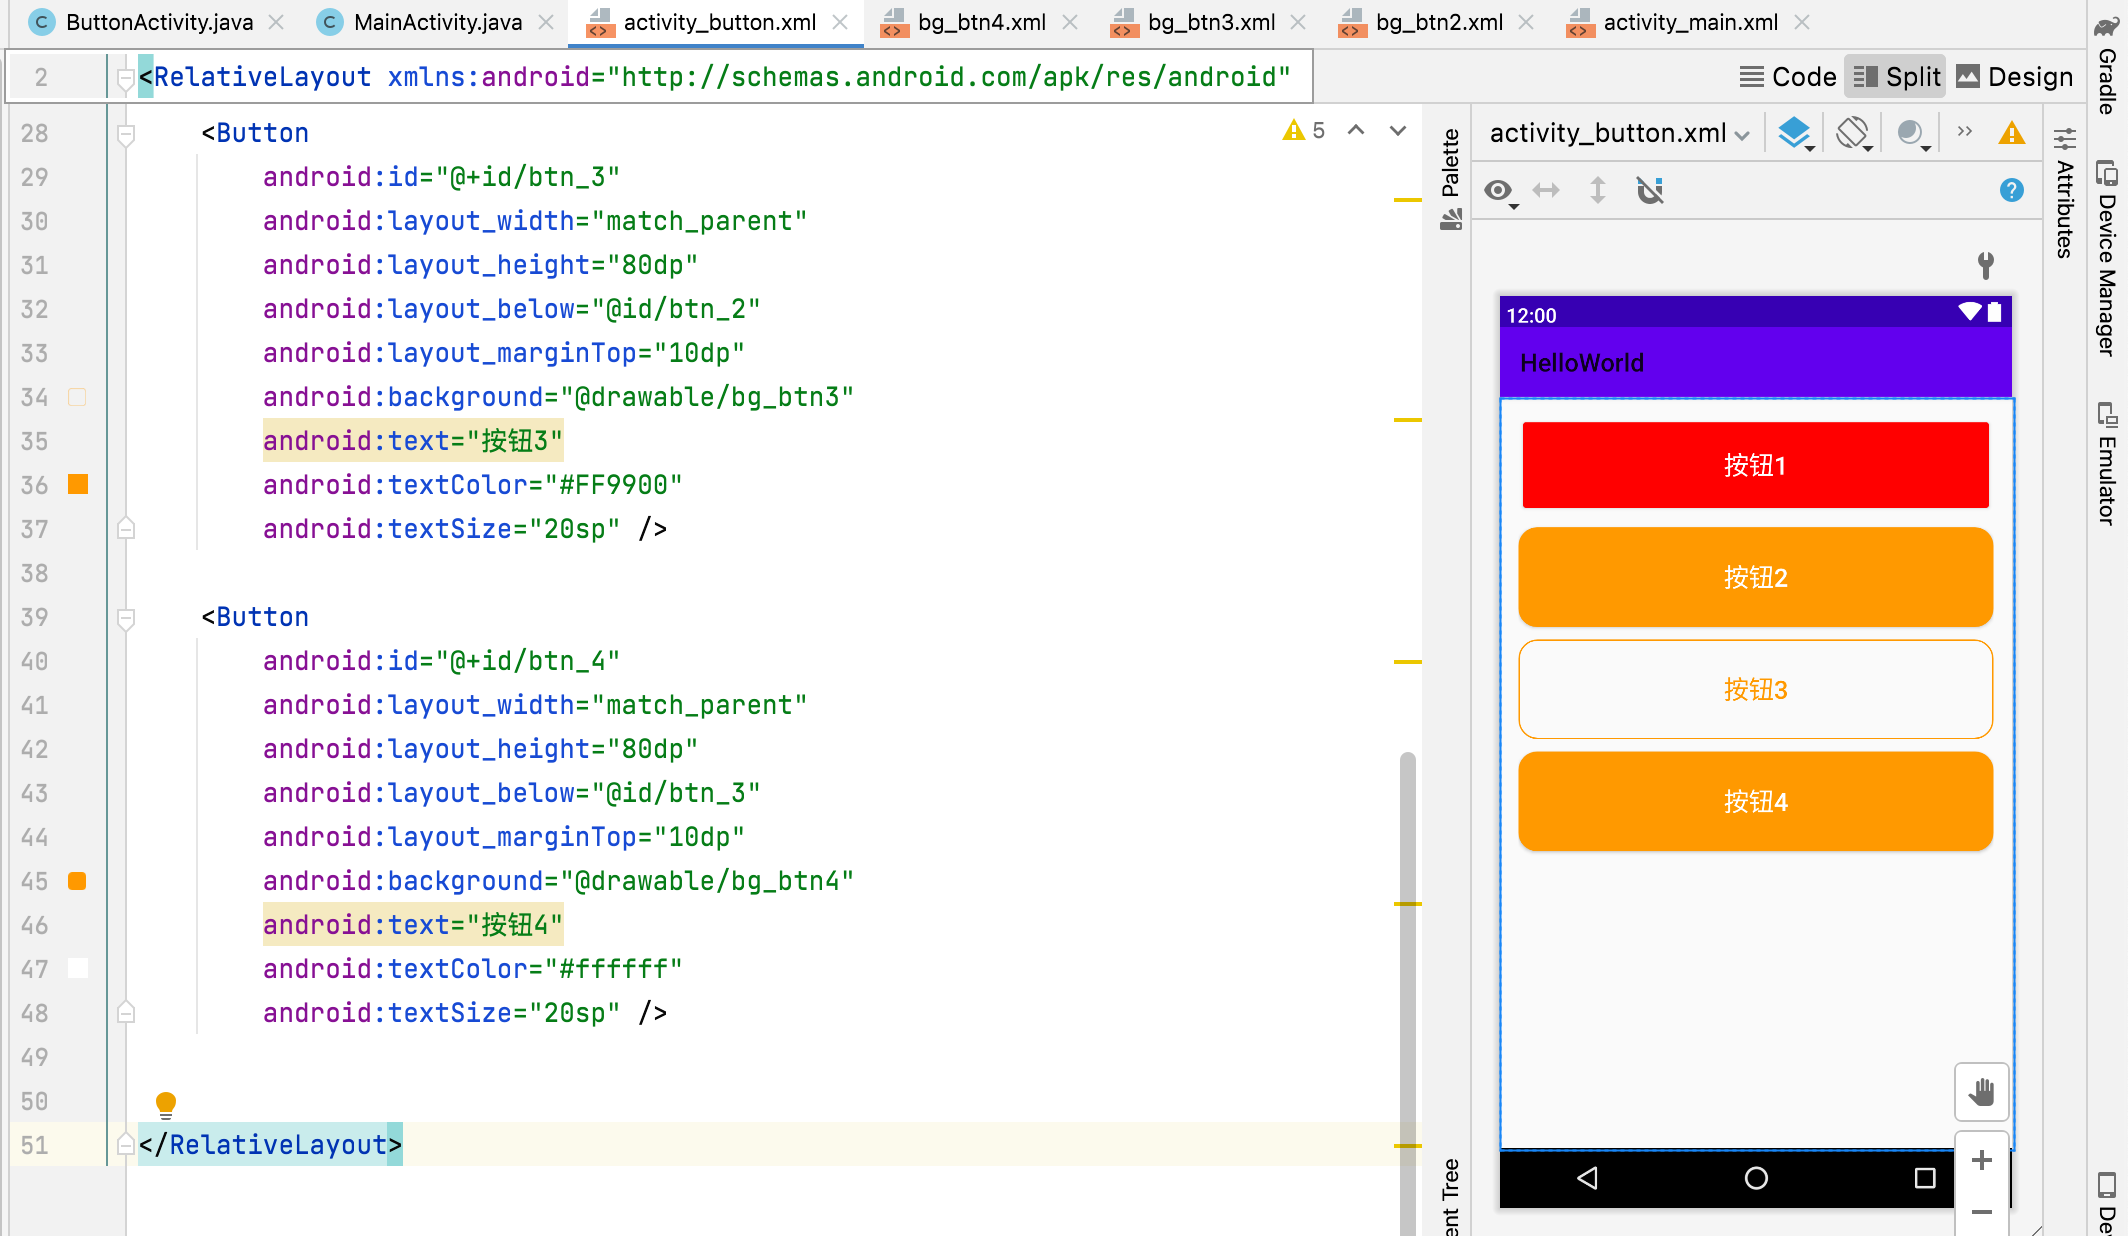 ButtonActivity.java
MainActivity.java
activity_button.xml
bg_btn4.xml
bg_btn3.xml
bg_btn2.xml
activity_main.xml
2 <RelativeLayout xmlns:android="http://schemas.android.com/apk/res/android"
Code
Split
Design
28 <Button
29 android:id="@+id/btn_3"
30 android:layout_width="match_parent"
31 android:layout_height="80dp"
32 android:layout_below="@id/btn_2"
33 android:layout_marginTop="10dp"
34 android:background="@drawable/bg_btn3"
35 android:text="按钮3"
36 android:textColor="#FF9900"
37 android:textSize="20sp" />
38
39 <Button
40 android:id="@+id/btn_4"
41 android:layout_width="match_parent"
42 android:layout_height="80dp"
43 android:layout_below="@id/btn_3"
44 android:layout_marginTop="10dp"
45 android:background="@drawable/bg_btn4"
46 android:text="按钮4"
47 android:textColor="#ffffff"
48 android:textSize="20sp" />
49
50
51 </RelativeLayout>
5
Palette
activity_button.xml
12:00
HelloWorld
按钮1
按钮2
按钮3
按钮4
ent Tree
Attributes
Gradle
Device Manager
Emulator
De